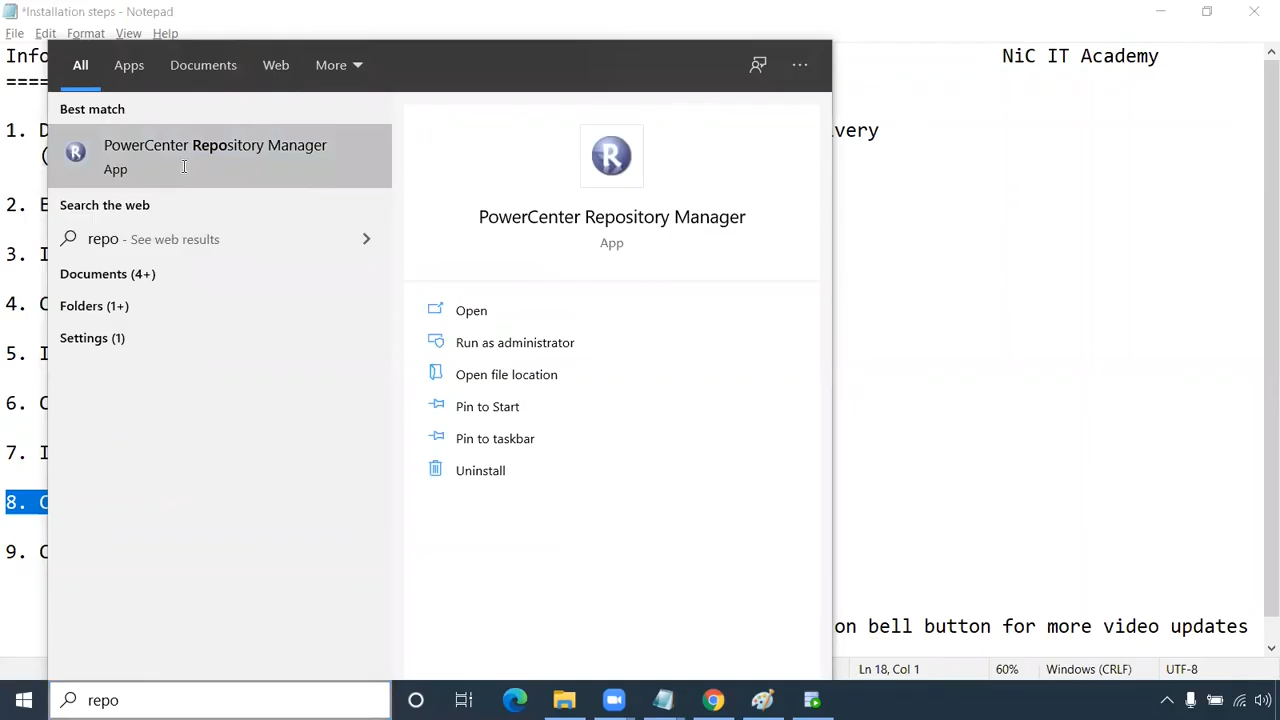 *Installation steps - Notepad
File Edit Format View Help
Info NiC IT Academy
====
All Apps Documents Web More
Best match
PowerCenter Repository Manager
App
Search the web
repo - See web results
Documents (4+)
Folders (1+)
Settings (1)
R
PowerCenter Repository Manager
App
Open
Run as administrator
Open file location
Pin to Start
Pin to taskbar
Uninstall
1. D
(
2. E
3. I
4. C
5. I
6. C
7. I
8. C
9. C
very
on bell button for more video updates
Ln 18, Col 1 60% Windows (CRLF) UTF-8
repo